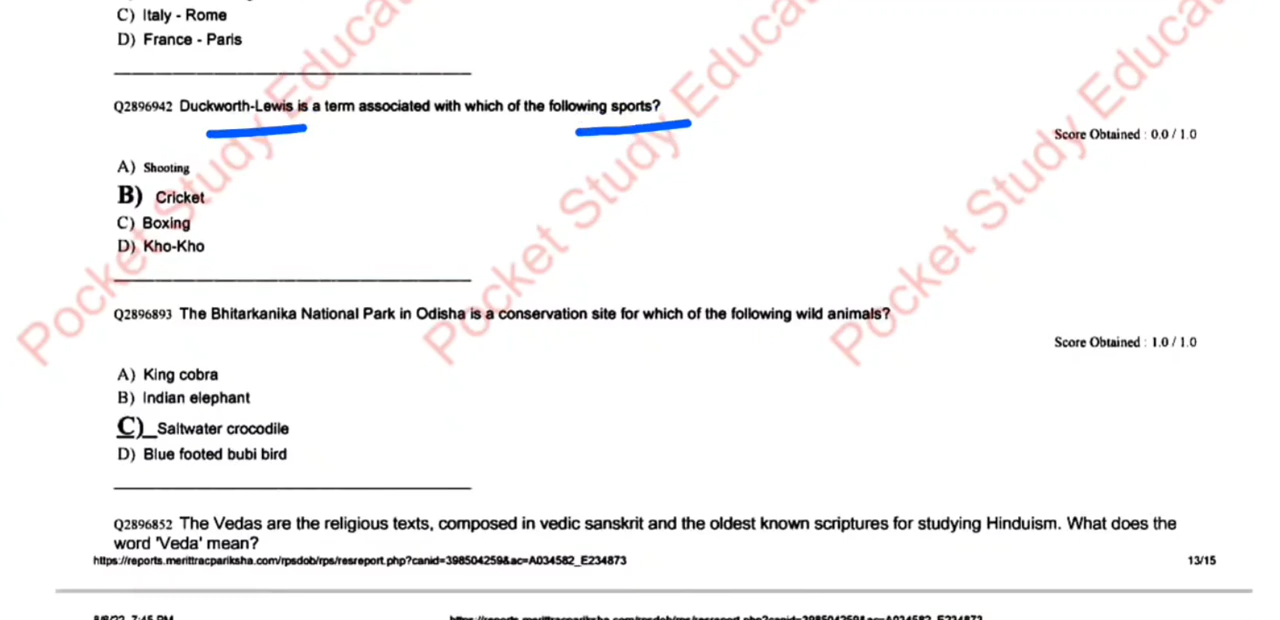 C) Italy - Rome
D) France - Paris
Q2896942 Duckworth-Lewis is a term associated with which of the following sports?
Score Obtained : 0.0 / 1.0
A) Shooting
B) Cricket
C) Boxing
D) Kho-Kho
Q2896893 The Bhitarkanika National Park in Odisha is a conservation site for which of the following wild animals?
Score Obtained : 1.0 / 1.0
A) King cobra
B) Indian elephant
C) Saltwater crocodile
D) Blue footed bubi bird
Q2896852 The Vedas are the religious texts, composed in vedic sanskrit and the oldest known scriptures for studying Hinduism. What does the
word 'Veda' mean?
https://reports.merittracpariksha.com/rpsdob/rps/resreport.php?canid=398504259&ac=A034582_E234873
13/15
Pocket Study Educat
Pocket Study Educat
Pocket Study Educat